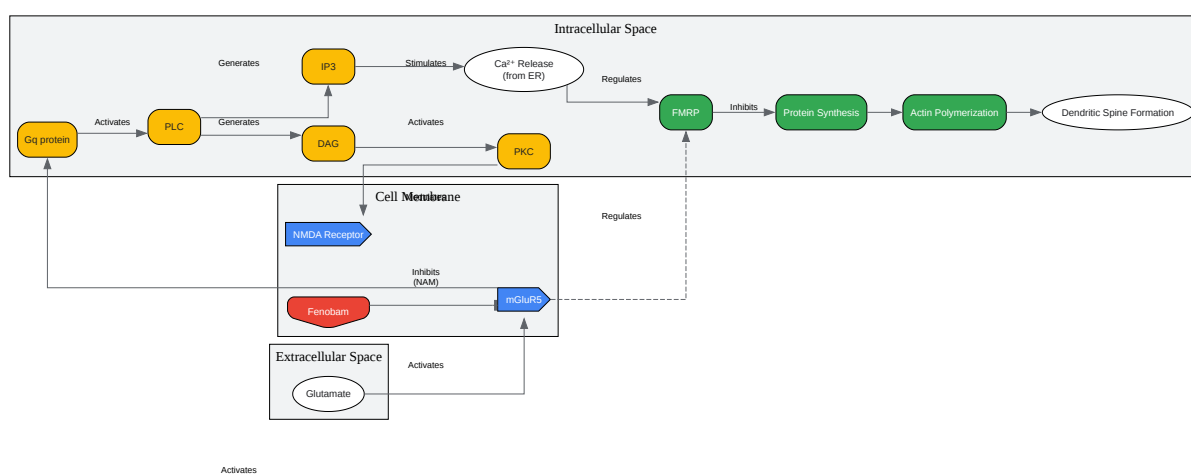 Intracellular Space
Generates
IP3
Stimulates
Ca²⁺ Release
(from ER)
Regulates
Gq protein
Activates
PLC
Generates
DAG
Activates
PKC
FMRP
Inhibits
Protein Synthesis
Actin Polymerization
Dendritic Spine Formation
Cell Membrane
NMDA Receptor
Regulates
Inhibits
(NAM)
Fenobam
mGluR5
Extracellular Space
Activates
Glutamate
Activates